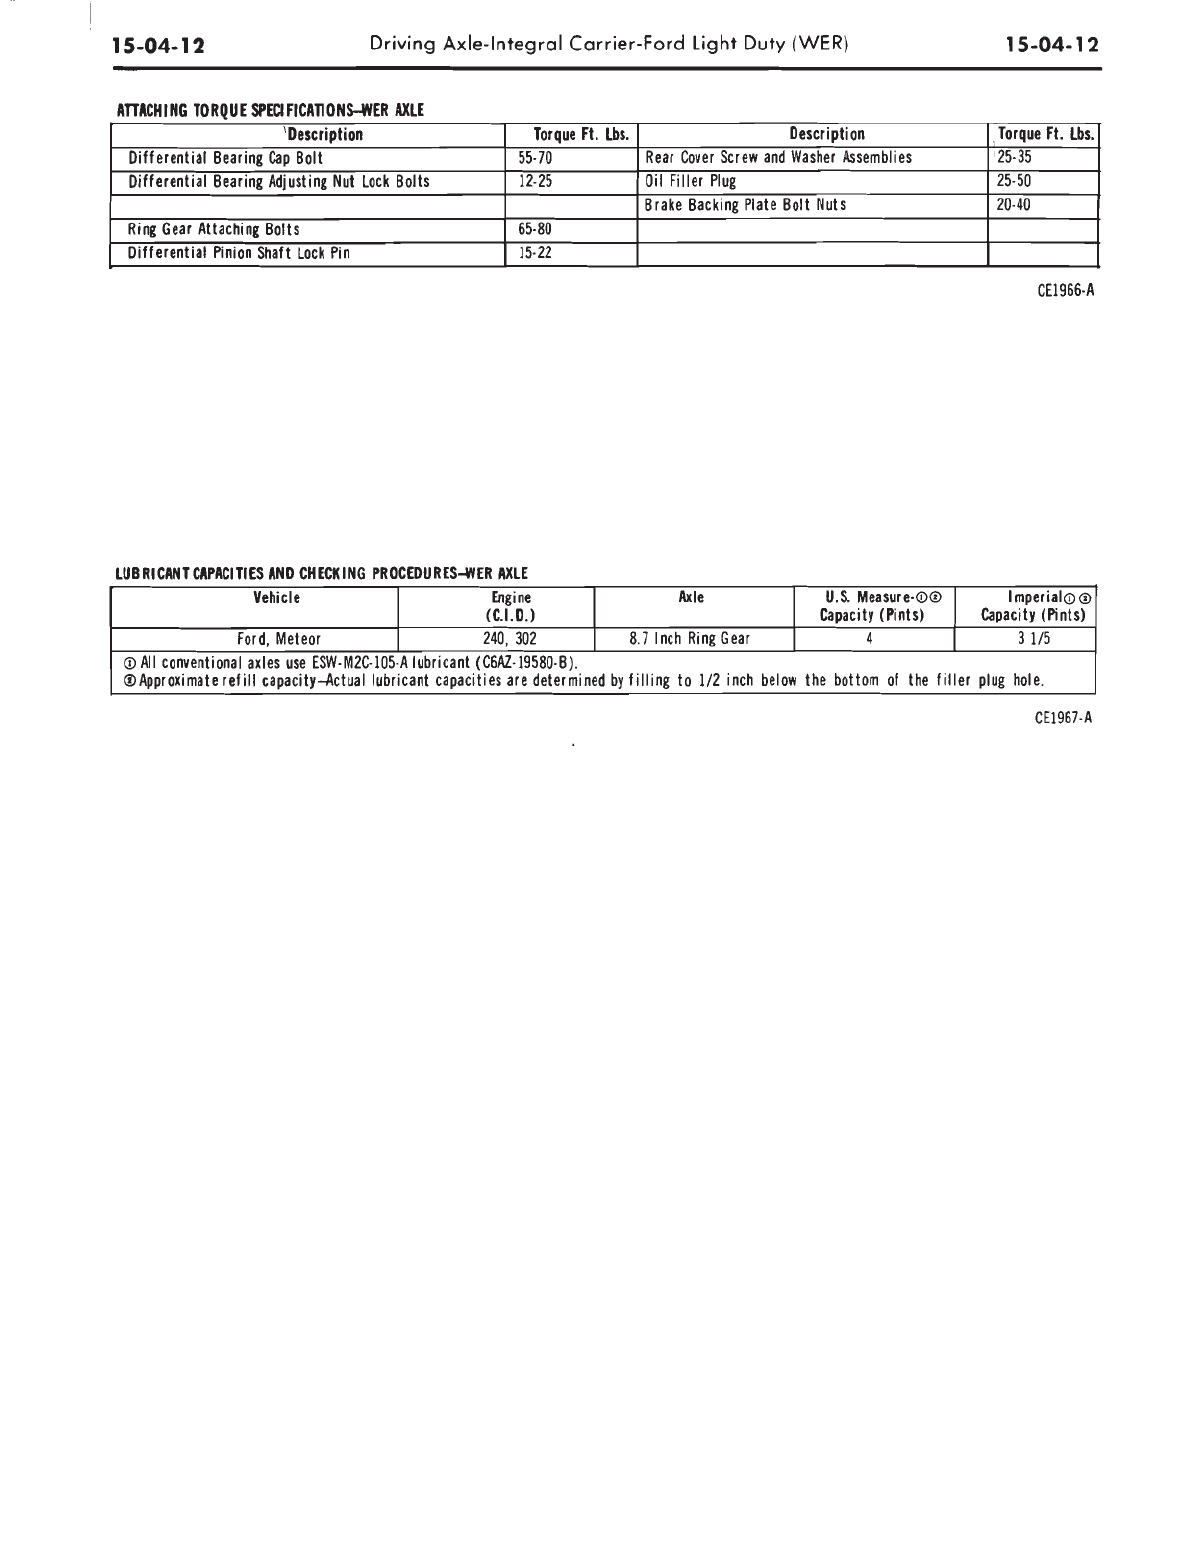 15-04-12 Driving Axle-Integral Carrier-Ford Light Duty (WER) 15-04-12
ATTACHING TORQUE SPECIFICATIONS-WER AXLE
Description Torque Ft. Lbs. Description Torque Ft. Lbs.
Differential Bearing Cap Bolt 55-70 Rear Cover Screw and Washer Assemblies 25-35
Differential Bearing Adjusting Nut Lock Bolts 12-25 Oil Filler Plug 25-50
Brake Backing Plate Bolt Nuts 20-40
Ring Gear Attaching Bolts 65-80
Differential Pinion Shaft Lock Pin 15-22
CE1966-A
LUBRICANT CAPACITIES AND CHECKING PROCEDURES-WER AXLE
Vehicle Engine Axle U.S. Measure-①② Imperial①②
(C.I.D.) Capacity (Pints) Capacity (Pints)
Ford, Meteor 240, 302 8.7 Inch Ring Gear 4 3 1/5
① All conventional axles use ESW-M2C-105-A lubricant (C6AZ-19580-B).
② Approximate refill capacity-Actual lubricant capacities are determined by filling to 1/2 inch below the bottom of the filler plug hole.
CE1967-A